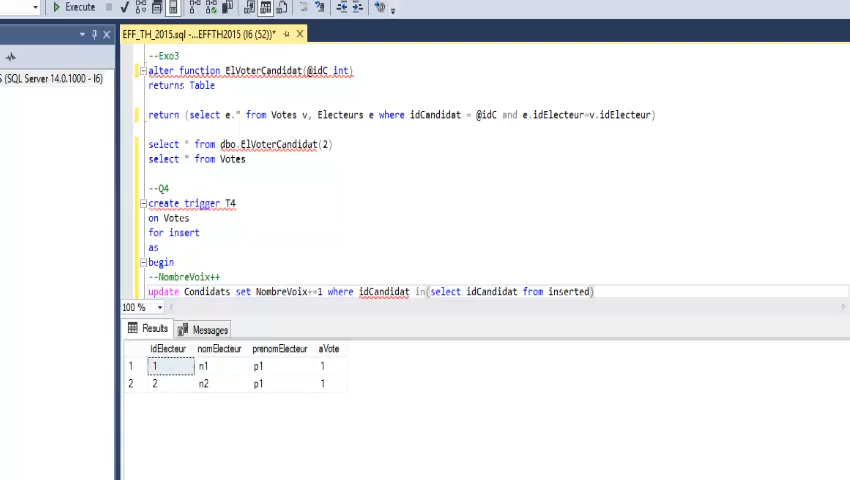 Execute
EFF_TH_2015.sql -...EFFTH2015 (I6 (52))*
(SQL Server 14.0.1000 - I6)
--Exo3
alter function ElVoterCandidat(@idC int)
returns Table
return (select e.* from Votes v, Electeurs e where idCandidat = @idC and e.idElecteur=v.idElecteur)
select * from dbo.ElVoterCandidat(2)
select * from Votes
--Q4
create trigger T4
on Votes
for insert
as
begin
--NombreVoix++
update Condidats set NombreVoix+=1 where idCandidat in(select idCandidat from inserted)
100 %
Results Messages
idElecteur nomElecteur prenomElecteur aVote
1 1 n1 p1 1
2 2 n2 p1 1